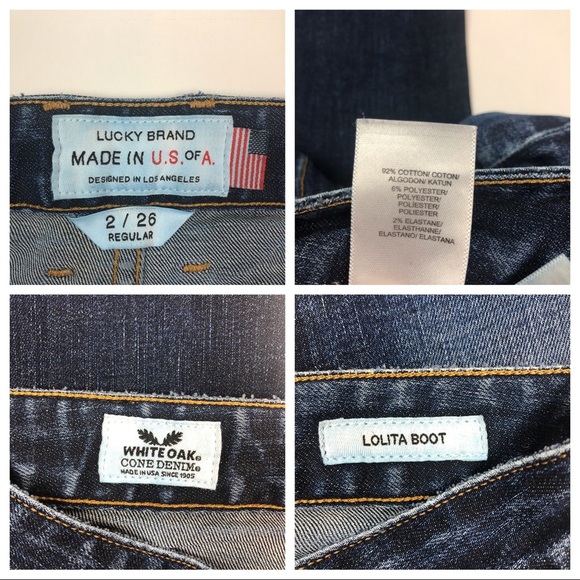 LUCKY BRAND
MADE IN U.S. OF A.
DESIGNED IN LOS ANGELES
2 / 26
REGULAR
92% COTTON/ COTON/
ALGODON/ KATUN
6% POLYESTER/
POLYESTER/
POLIESTER/
POLIESTER
2% ELASTANE/
ELASTHANNE/
ELASTANO/ ELASTANA
WHITE OAK®
CONE DENIM®
MADE IN USA SINCE 1905
LOLITA BOOT